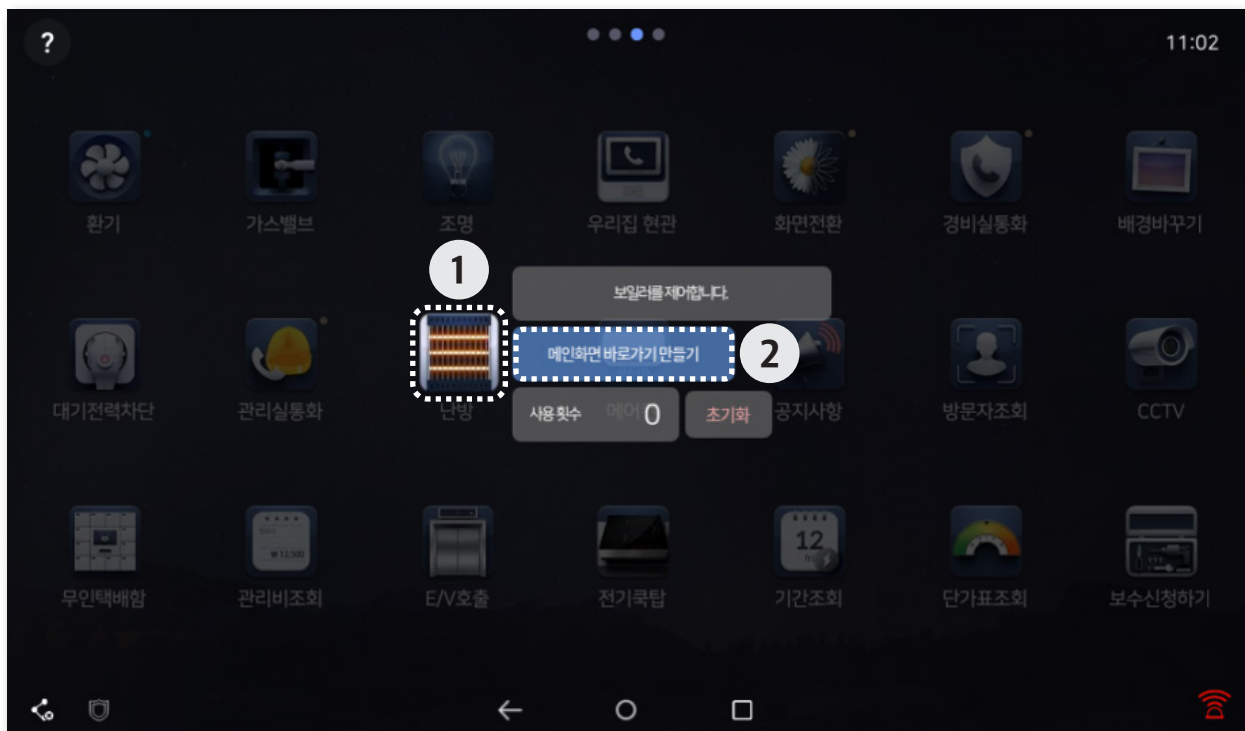 ?
11:02
환기
가스밸브
조명
우리집 현관
화면전환
경비실통화
배경바꾸기
1
보일러를 제어합니다.
메인화면 바로가기 만들기
2
대기전력차단
관리실통화
난방
사용 횟수
0
초기화
공지사항
방문자조회
CCTV
₩12,500
12
무인택배함
관리비조회
E/V호출
전기쿡탑
기간조회
단가표조회
보수신청하기